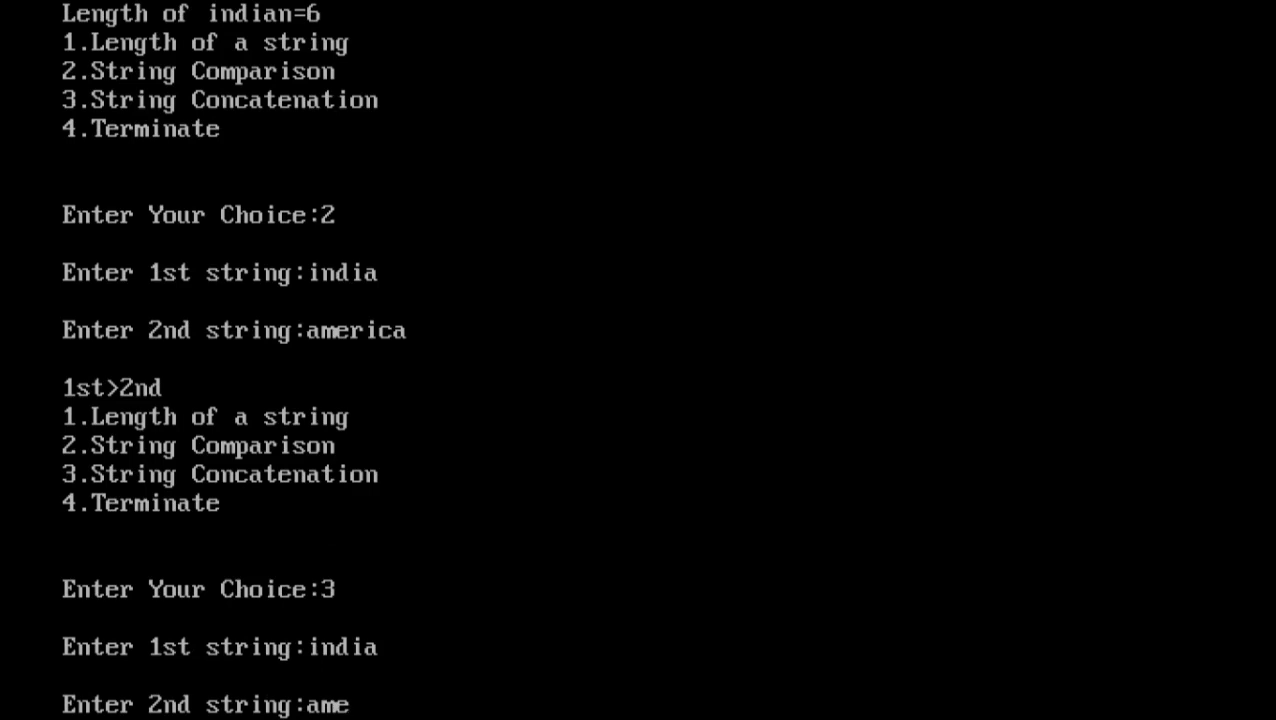 Length of indian=6
1.Length of a string
2.String Comparison
3.String Concatenation
4.Terminate
Enter Your Choice:2
Enter 1st string:india
Enter 2nd string:america
1st>2nd
1.Length of a string
2.String Comparison
3.String Concatenation
4.Terminate
Enter Your Choice:3
Enter 1st string:india
Enter 2nd string:ame